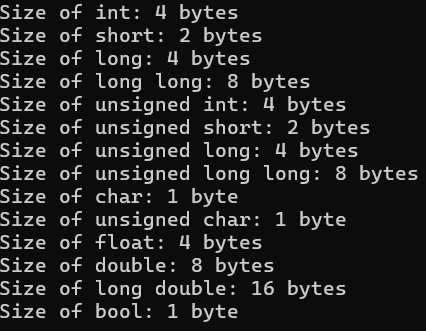 Size of int: 4 bytes
Size of short: 2 bytes
Size of long: 4 bytes
Size of long long: 8 bytes
Size of unsigned int: 4 bytes
Size of unsigned short: 2 bytes
Size of unsigned long: 4 bytes
Size of unsigned long long: 8 bytes
Size of char: 1 byte
Size of unsigned char: 1 byte
Size of float: 4 bytes
Size of double: 8 bytes
Size of long double: 16 bytes
Size of bool: 1 byte